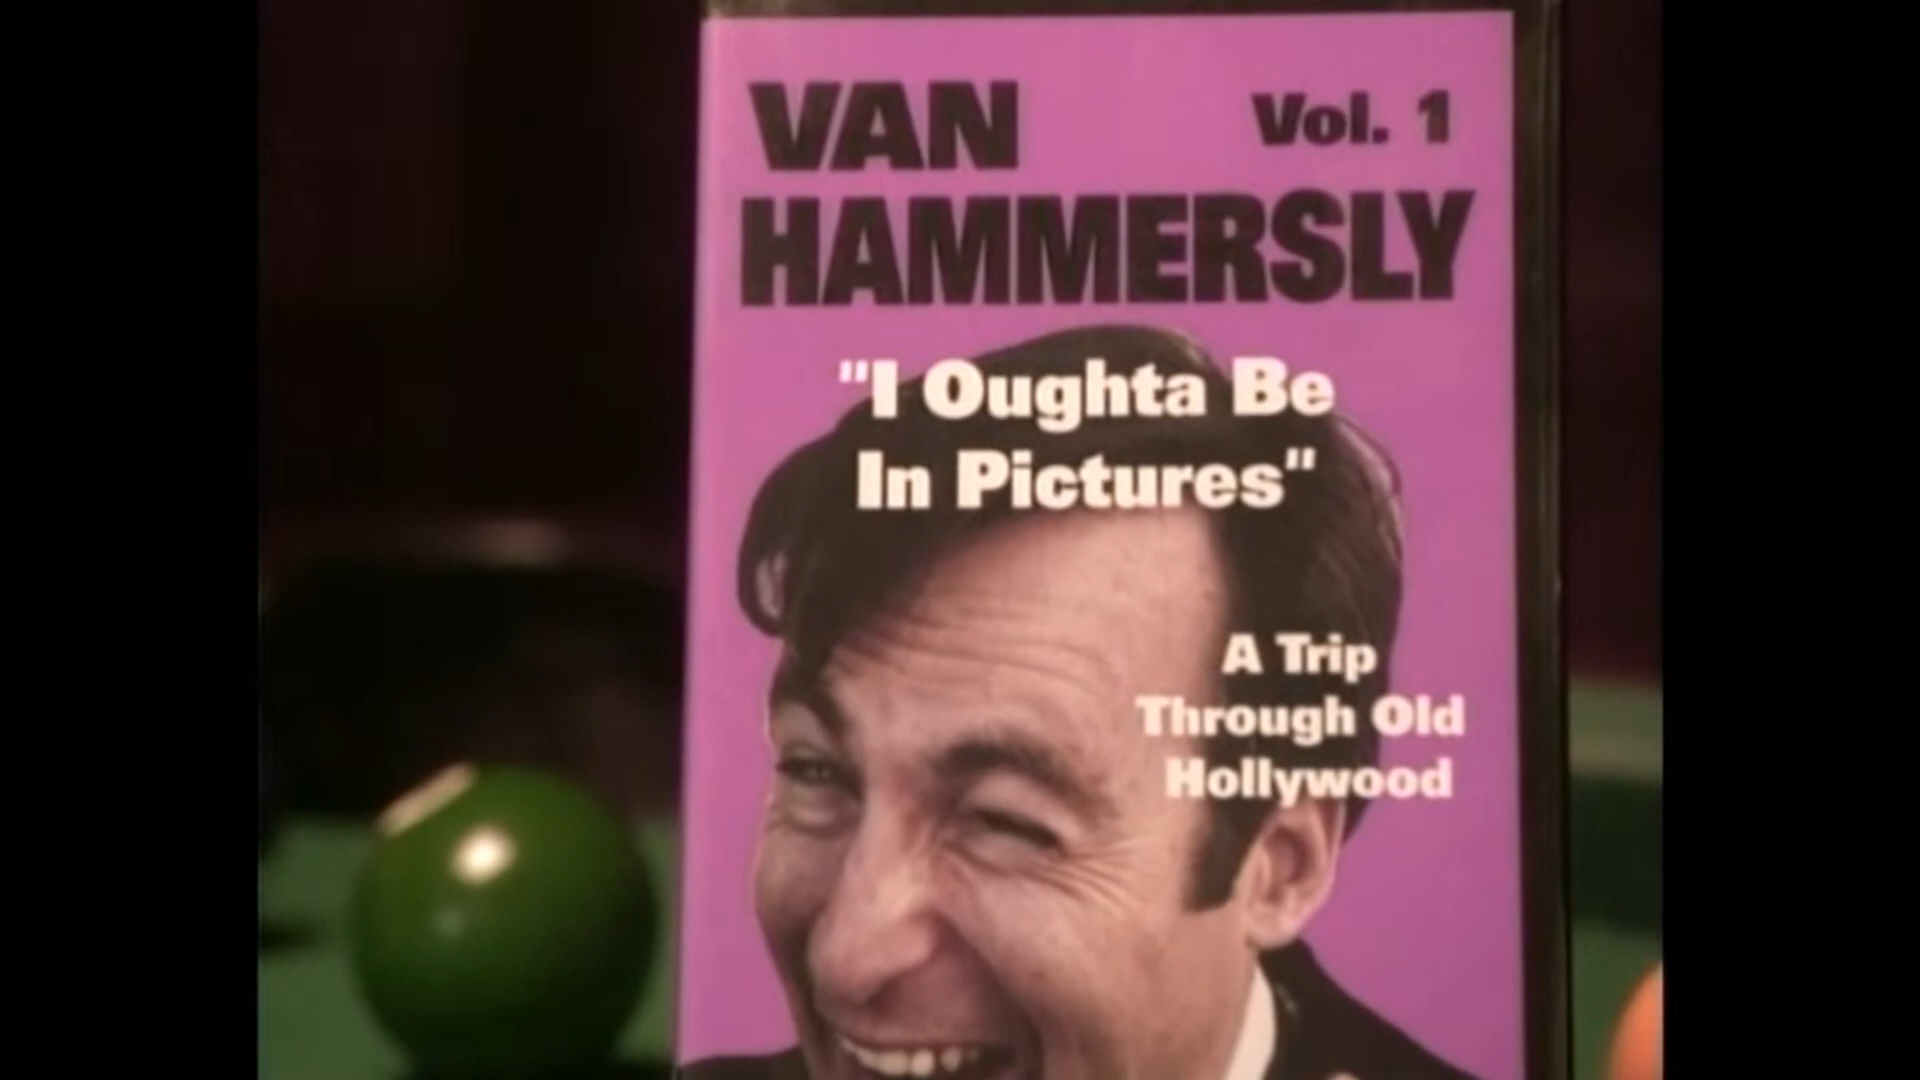 VAN
Vol. 1
HAMMERSLY
"I Oughta Be
In Pictures"
A Trip
Through Old
Hollywood